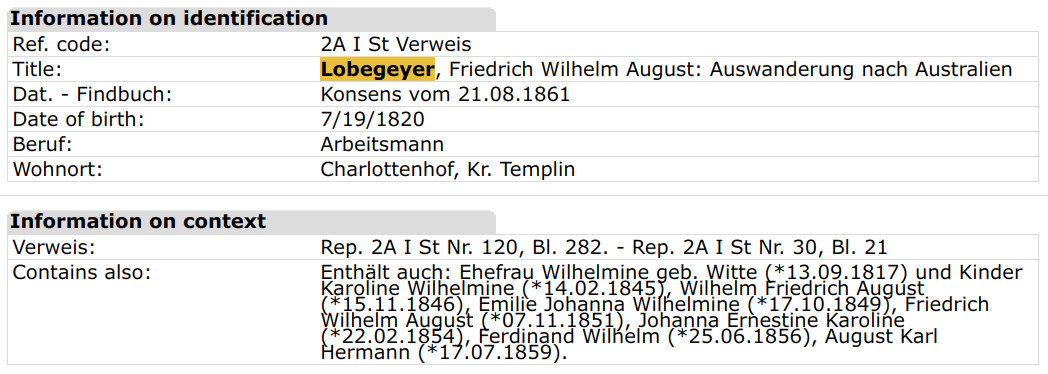 Information on identification
Ref. code: 2A I St Verweis
Title: Lobegeyer, Friedrich Wilhelm August: Auswanderung nach Australien
Dat. - Findbuch: Konsens vom 21.08.1861
Date of birth: 7/19/1820
Beruf: Arbeitsmann
Wohnort: Charlottenhof, Kr. Templin
Information on context
Verweis: Rep. 2A I St Nr. 120, Bl. 282. - Rep. 2A I St Nr. 30, Bl. 21
Contains also: Enthält auch: Ehefrau Wilhelmine geb. Witte (*13.09.1817) und Kinder
Karoline Wilhelmine (*14.02.1845), Wilhelm Friedrich August
(*15.11.1846), Emilie Johanna Wilhelmine (*17.10.1849), Friedrich
Wilhelm August (*07.11.1851), Johanna Ernestine Karoline
(*22.02.1854), Ferdinand Wilhelm (*25.06.1856), August Karl
Hermann (*17.07.1859).